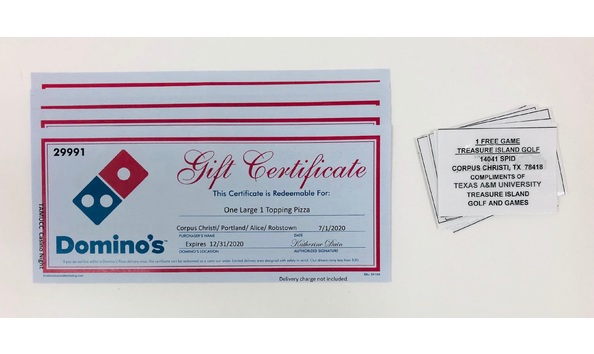 29991
Gift Certificate
This Certificate is Redeemable For:
One Large 1 Topping Pizza
Corpus Christi/ Portland/ Alice/ Robstown 7/1/2020
PURCHASER'S NAME DATE
Expires 12/31/2020
DOMINO'S LOCATION AUTHORIZED SIGNATURE
Domino's
Delivery charge not included
TAMUCC Casino Night
1 FREE GAME
TREASURE ISLAND GOLF
14041 SPID
CORPUS CHRISTI, TX 78418
COMPLIMENTS OF
TEXAS A&M UNIVERSITY
TREASURE ISLAND
GOLF AND GAMES